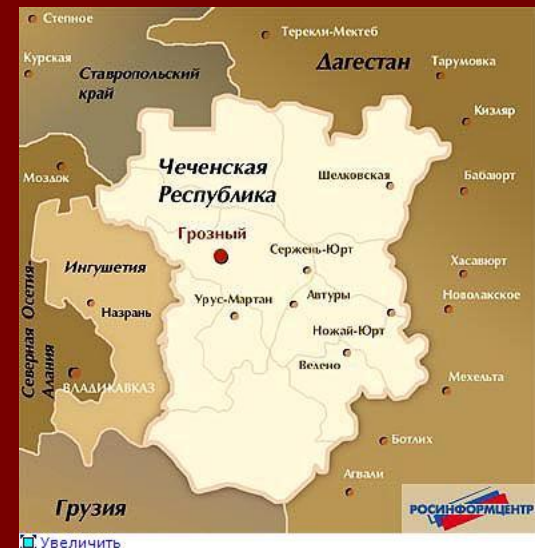 Степное
Терекли-Мектеб
Курская
Ставропольский
край
Дагестан
Тарумовка
Кизляр
Моздок
Чеченская
Республика
Шелковская
Бабаюрт
Грозный
Сержень-Юрт
Ингушетия
Хасавюрт
Назрань
Урус-Мартан
Автуры
Новолакское
Северная Осетия-
Алания
Ножай-Юрт
Велено
ВЛАДИКАВКАЗ
Мехельта
Ботлих
Агвали
Грузия
РОСИНФОРМЦЕНТР
Увеличить